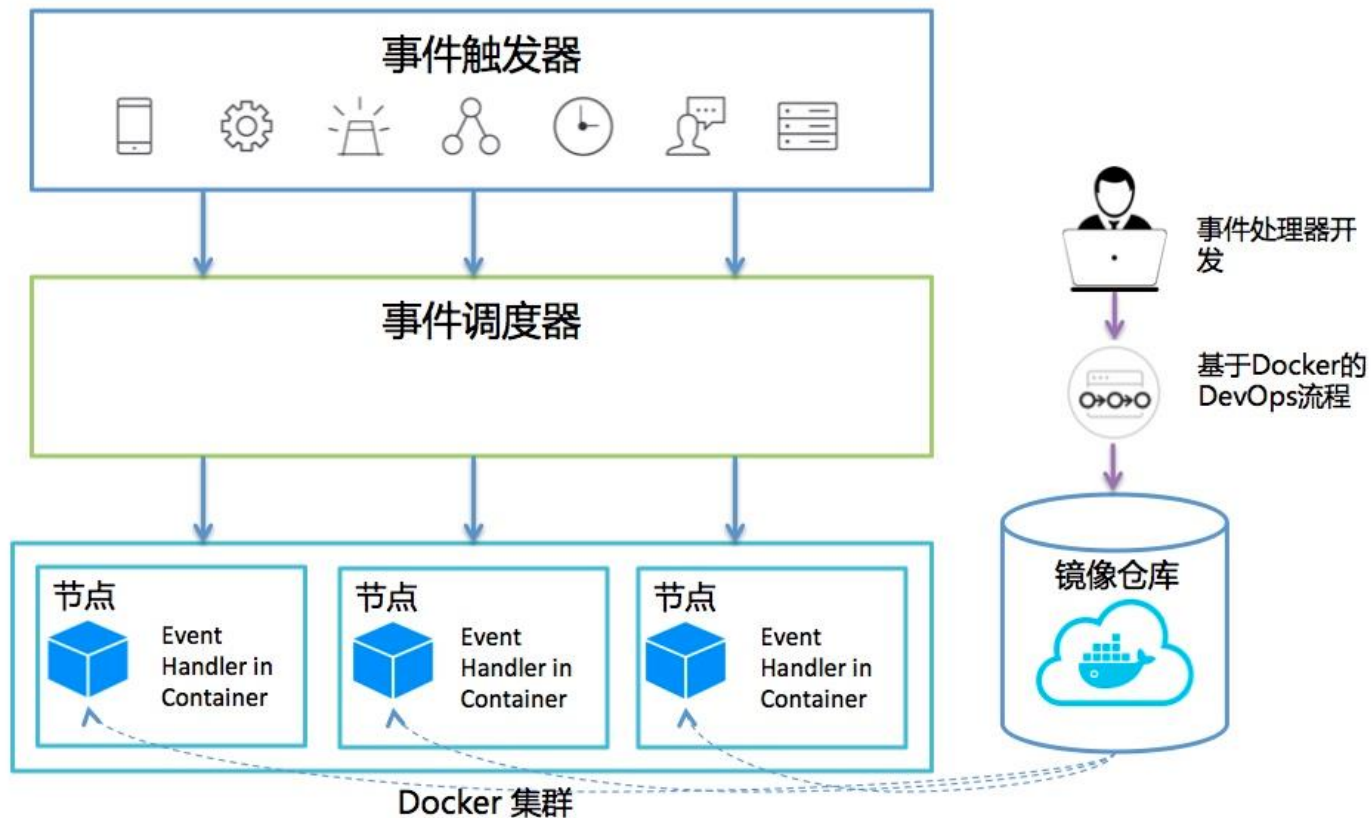 事件触发器
事件处理器开
发
事件调度器
基于Docker的
DevOps流程
节点
Event
Handler in
Container
节点
Event
Handler in
Container
节点
Event
Handler in
Container
镜像仓库
Docker 集群